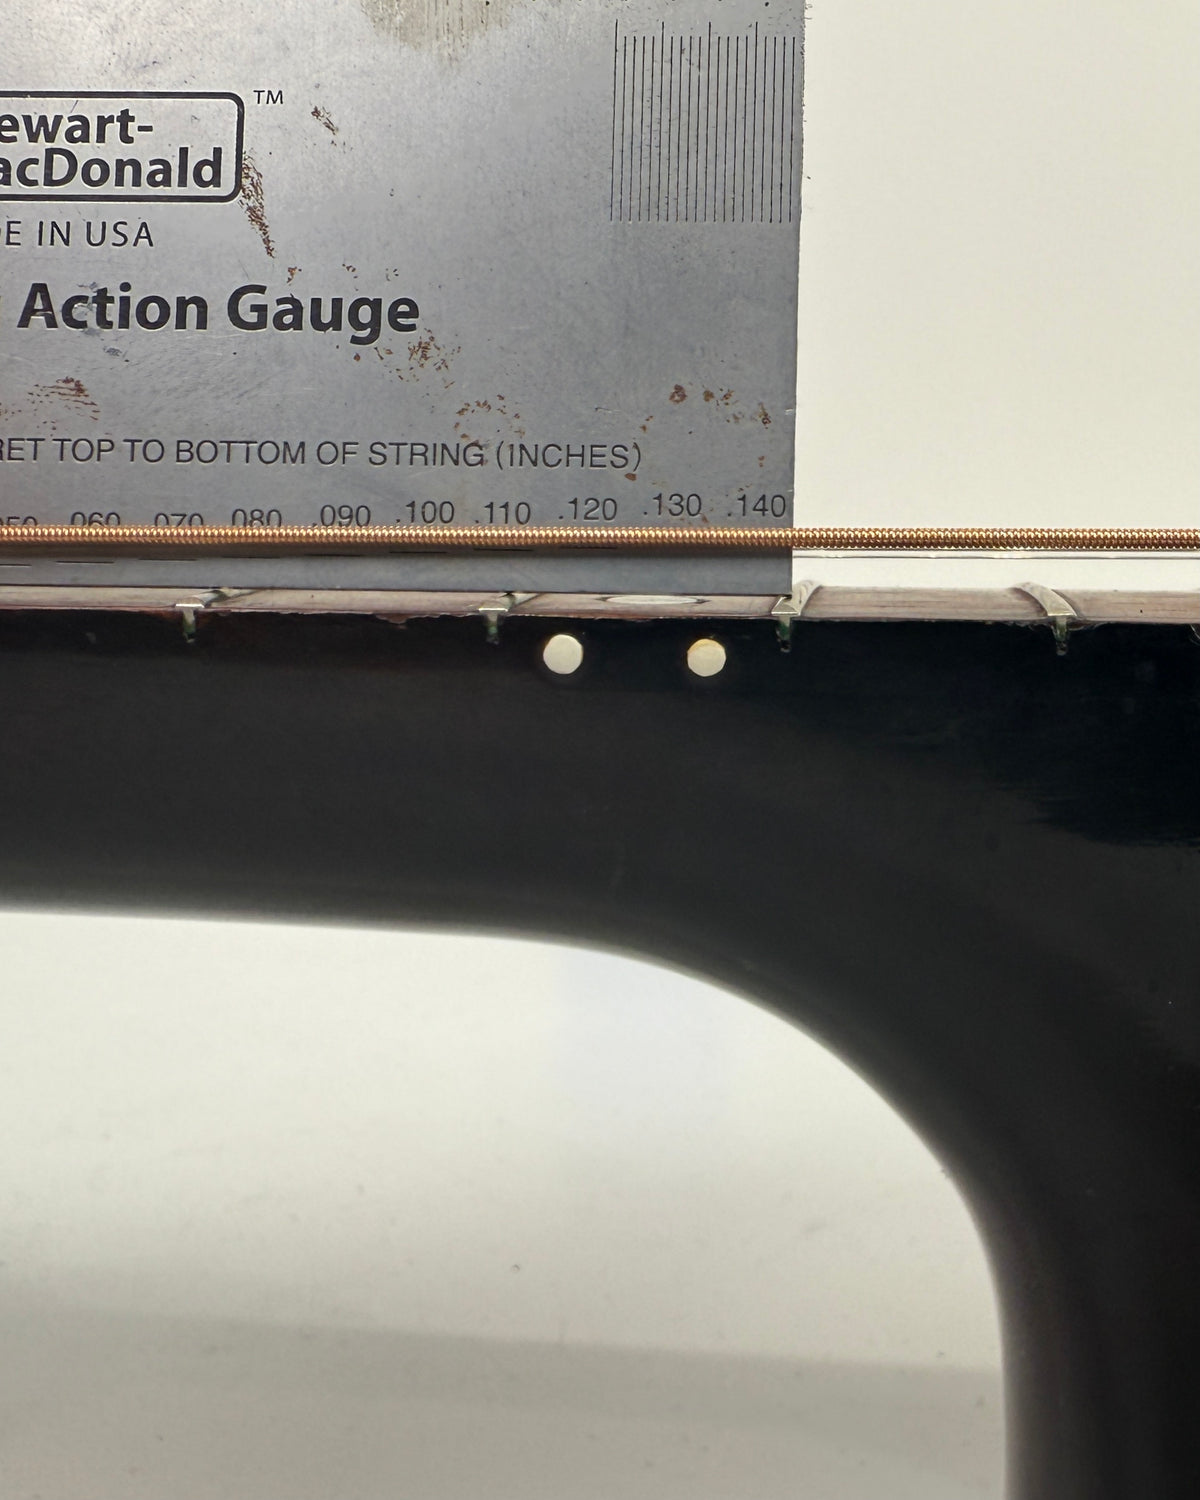 ewart-
acDonald
TM
E IN USA
Action Gauge
RET TOP TO BOTTOM OF STRING (INCHES)
.060 .070 .080 .090 .100 .110 .120 .130 .140